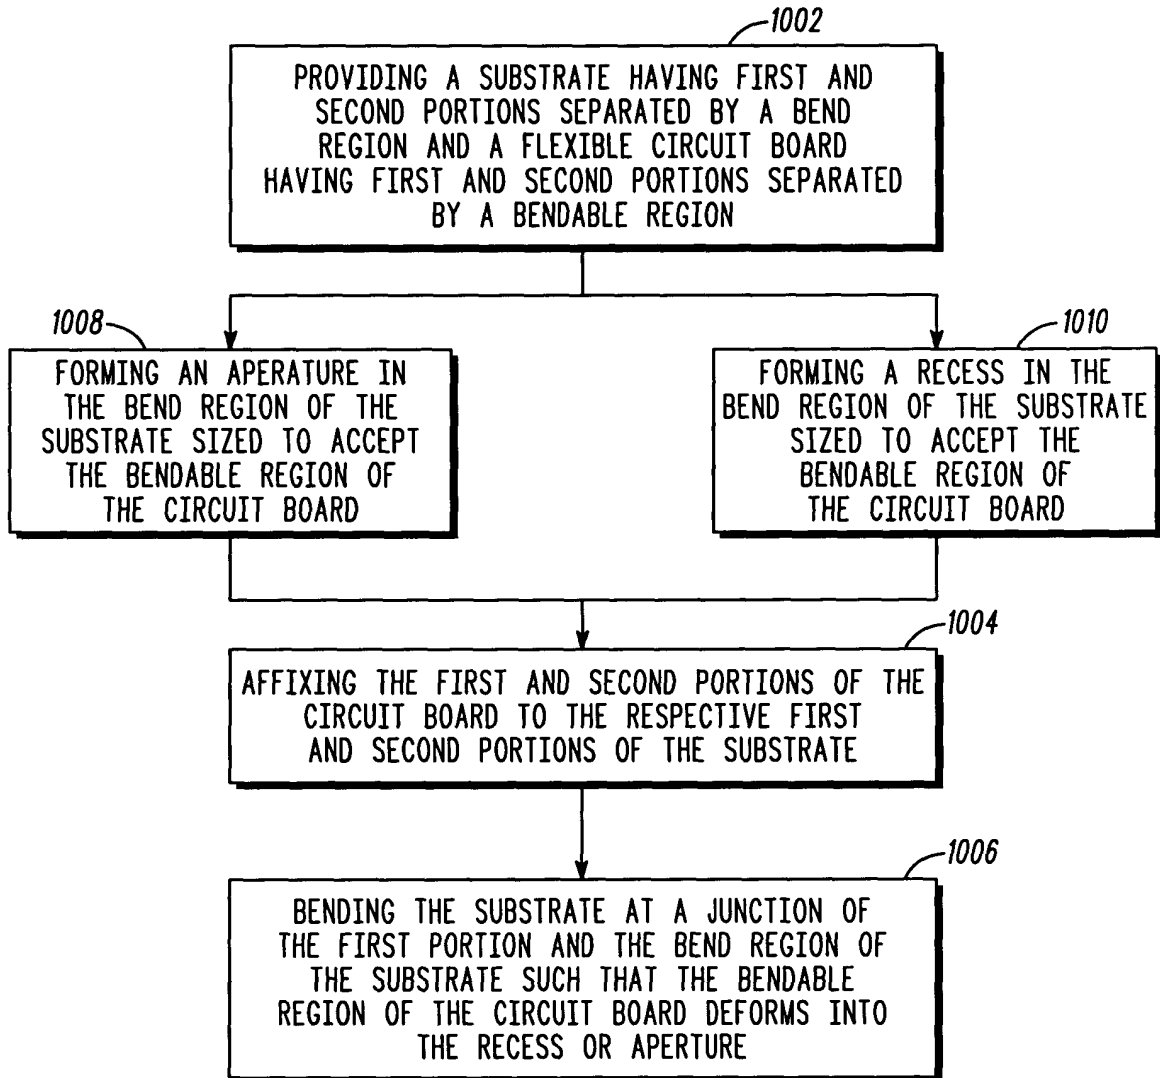 1002
PROVIDING A SUBSTRATE HAVING FIRST AND
SECOND PORTIONS SEPARATED BY A BEND
REGION AND A FLEXIBLE CIRCUIT BOARD
HAVING FIRST AND SECOND PORTIONS SEPARATED
BY A BENDABLE REGION
1008
FORMING AN APERATURE IN
THE BEND REGION OF THE
SUBSTRATE SIZED TO ACCEPT
THE BENDABLE REGION OF
THE CIRCUIT BOARD
1010
FORMING A RECESS IN THE
BEND REGION OF THE SUBSTRATE
SIZED TO ACCEPT THE
BENDABLE REGION OF
THE CIRCUIT BOARD
1004
AFFIXING THE FIRST AND SECOND PORTIONS OF THE
CIRCUIT BOARD TO THE RESPECTIVE FIRST
AND SECOND PORTIONS OF THE SUBSTRATE
1006
BENDING THE SUBSTRATE AT A JUNCTION OF
THE FIRST PORTION AND THE BEND REGION OF
THE SUBSTRATE SUCH THAT THE BENDABLE
REGION OF THE CIRCUIT BOARD DEFORMS INTO
THE RECESS OR APERTURE